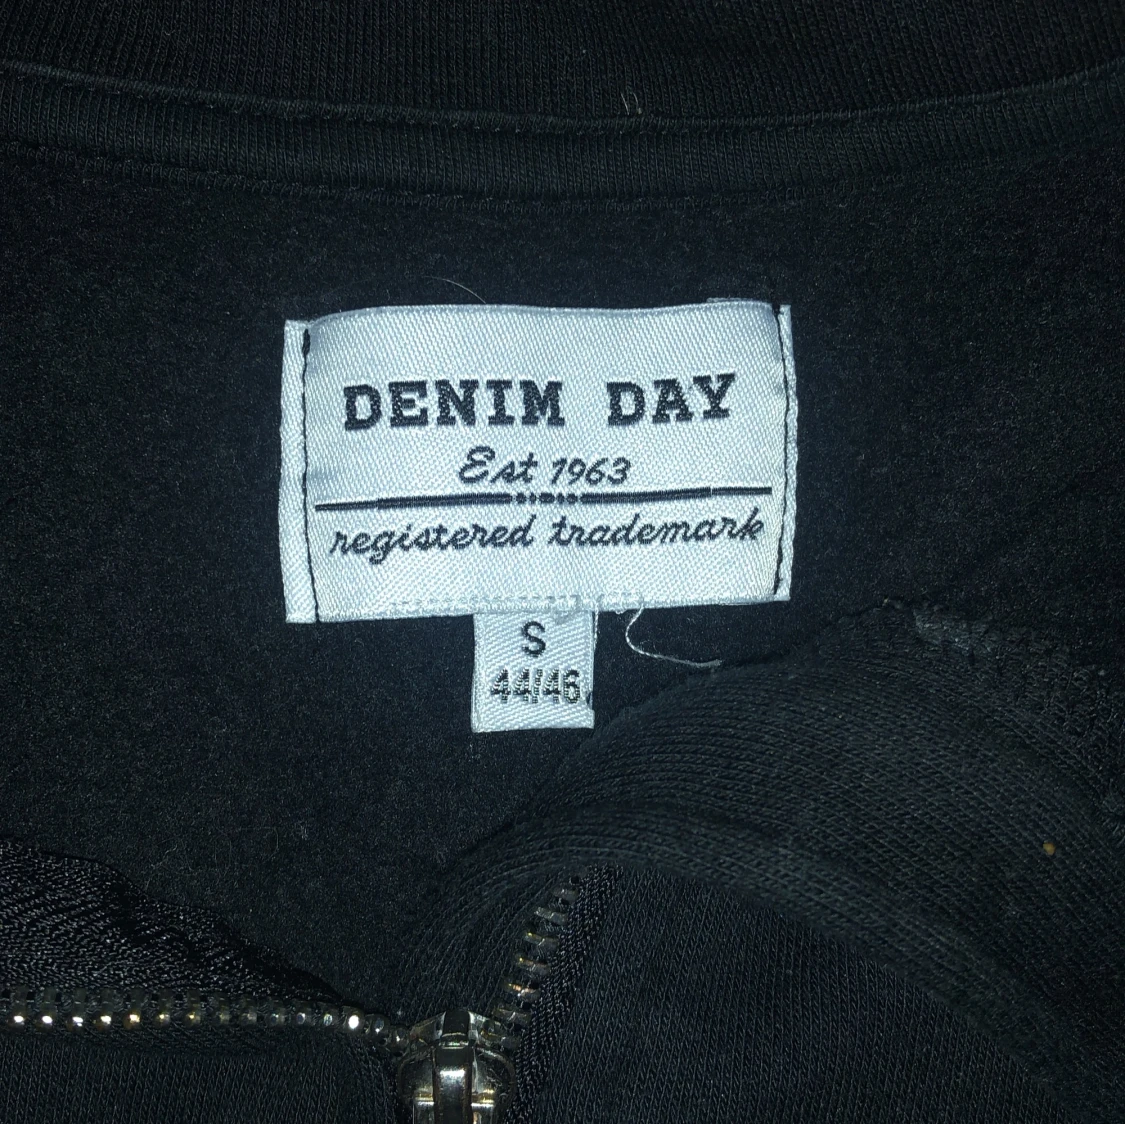 DENIM DAY
Est 1963
registered trademark
S
44/46